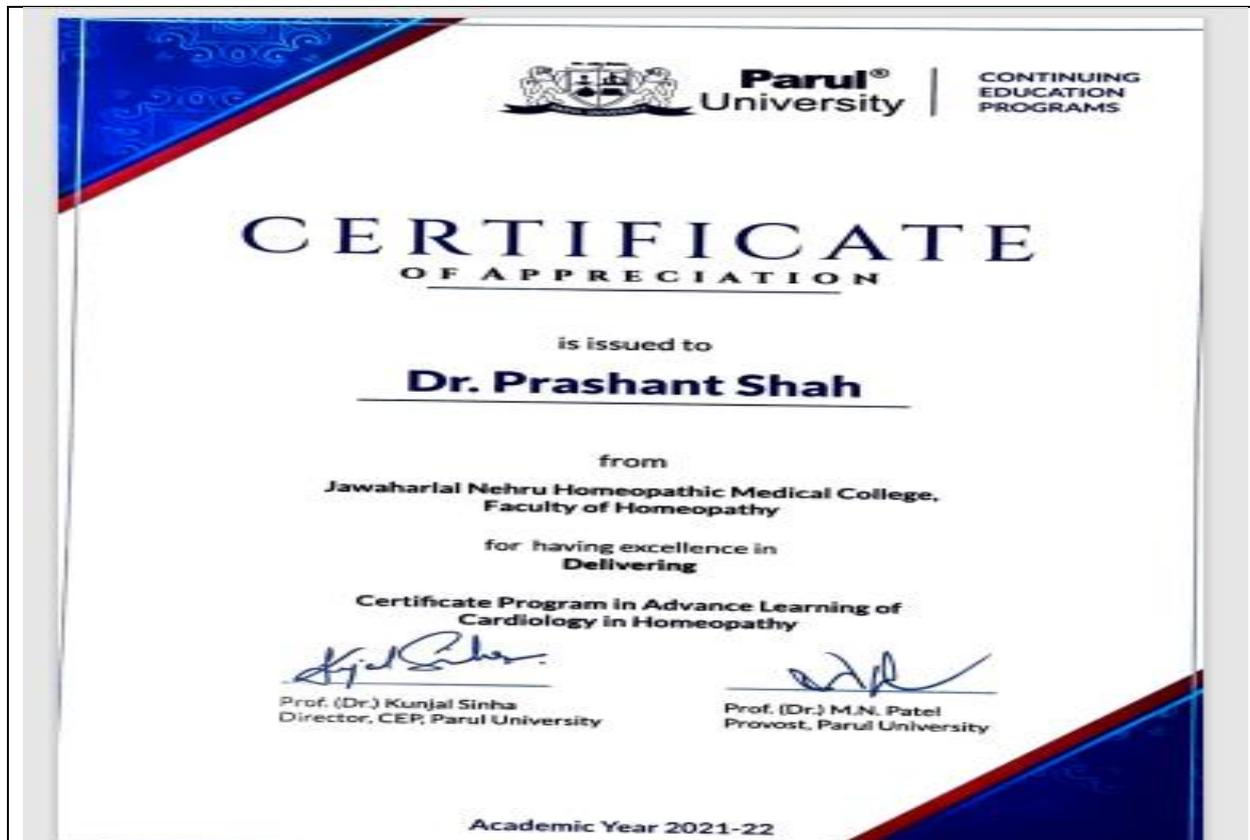 Parul®
University
CONTINUING
EDUCATION
PROGRAMS
CERTIFICATE
OF APPRECIATION
is issued to
Dr. Prashant Shah
from
Jawaharlal Nehru Homeopathic Medical College,
Faculty of Homeopathy
for having excellence in
Delivering
Certificate Program in Advance Learning of
Cardiology in Homeopathy
Prof. (Dr.) Kunjal Sinha
Director, CEP, Parul University
Prof. (Dr.) M.N. Patel
Provost, Parul University
Academic Year 2021-22